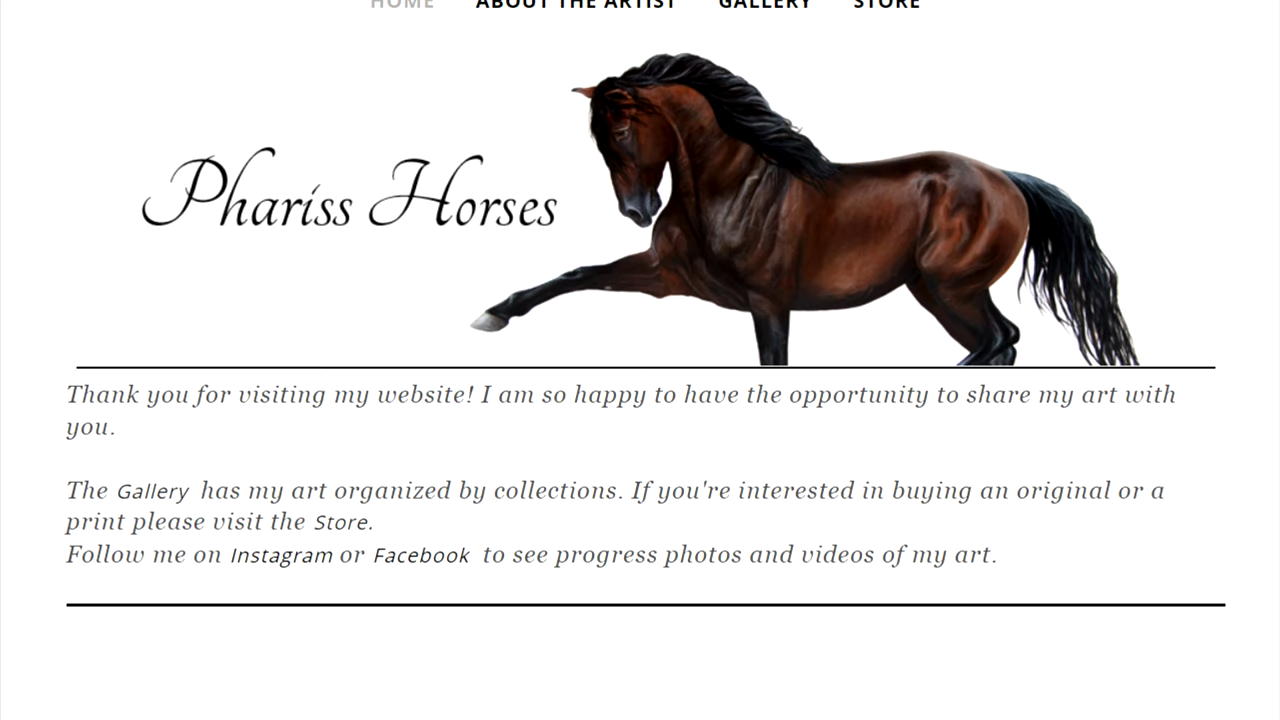 HOME ABOUT THE ARTIST GALLERY STORE
Phariss Horses
Thank you for visiting my website! I am so happy to have the opportunity to share my art with
you.
The Gallery has my art organized by collections. If you're interested in buying an original or a
print please visit the Store.
Follow me on Instagram or Facebook to see progress photos and videos of my art.